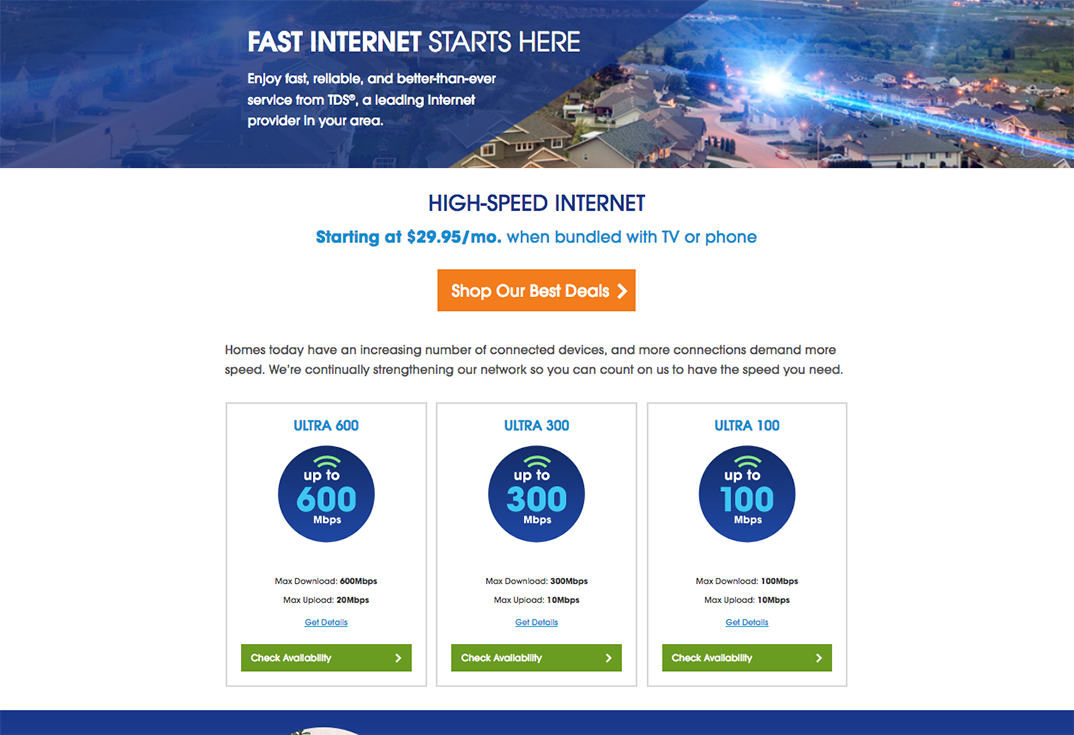 FAST INTERNET STARTS HERE
Enjoy fast, reliable, and better-than-ever
service from TDS®, a leading Internet
provider in your area.
HIGH-SPEED INTERNET
Starting at $29.95/mo. when bundled with TV or phone
Shop Our Best Deals
Homes today have an increasing number of connected devices, and more connections demand more
speed. We're continually strengthening our network so you can count on us to have the speed you need.
ULTRA 600
up to
600
Mbps
Max Download: 600Mbps
Max Upload: 20Mbps
Get Details
Check Availability
ULTRA 300
up to
300
Mbps
Max Download: 300Mbps
Max Upload: 10Mbps
Get Details
Check Availability
ULTRA 100
up to
100
Mbps
Max Download: 100Mbps
Max Upload: 10Mbps
Get Details
Check Availability